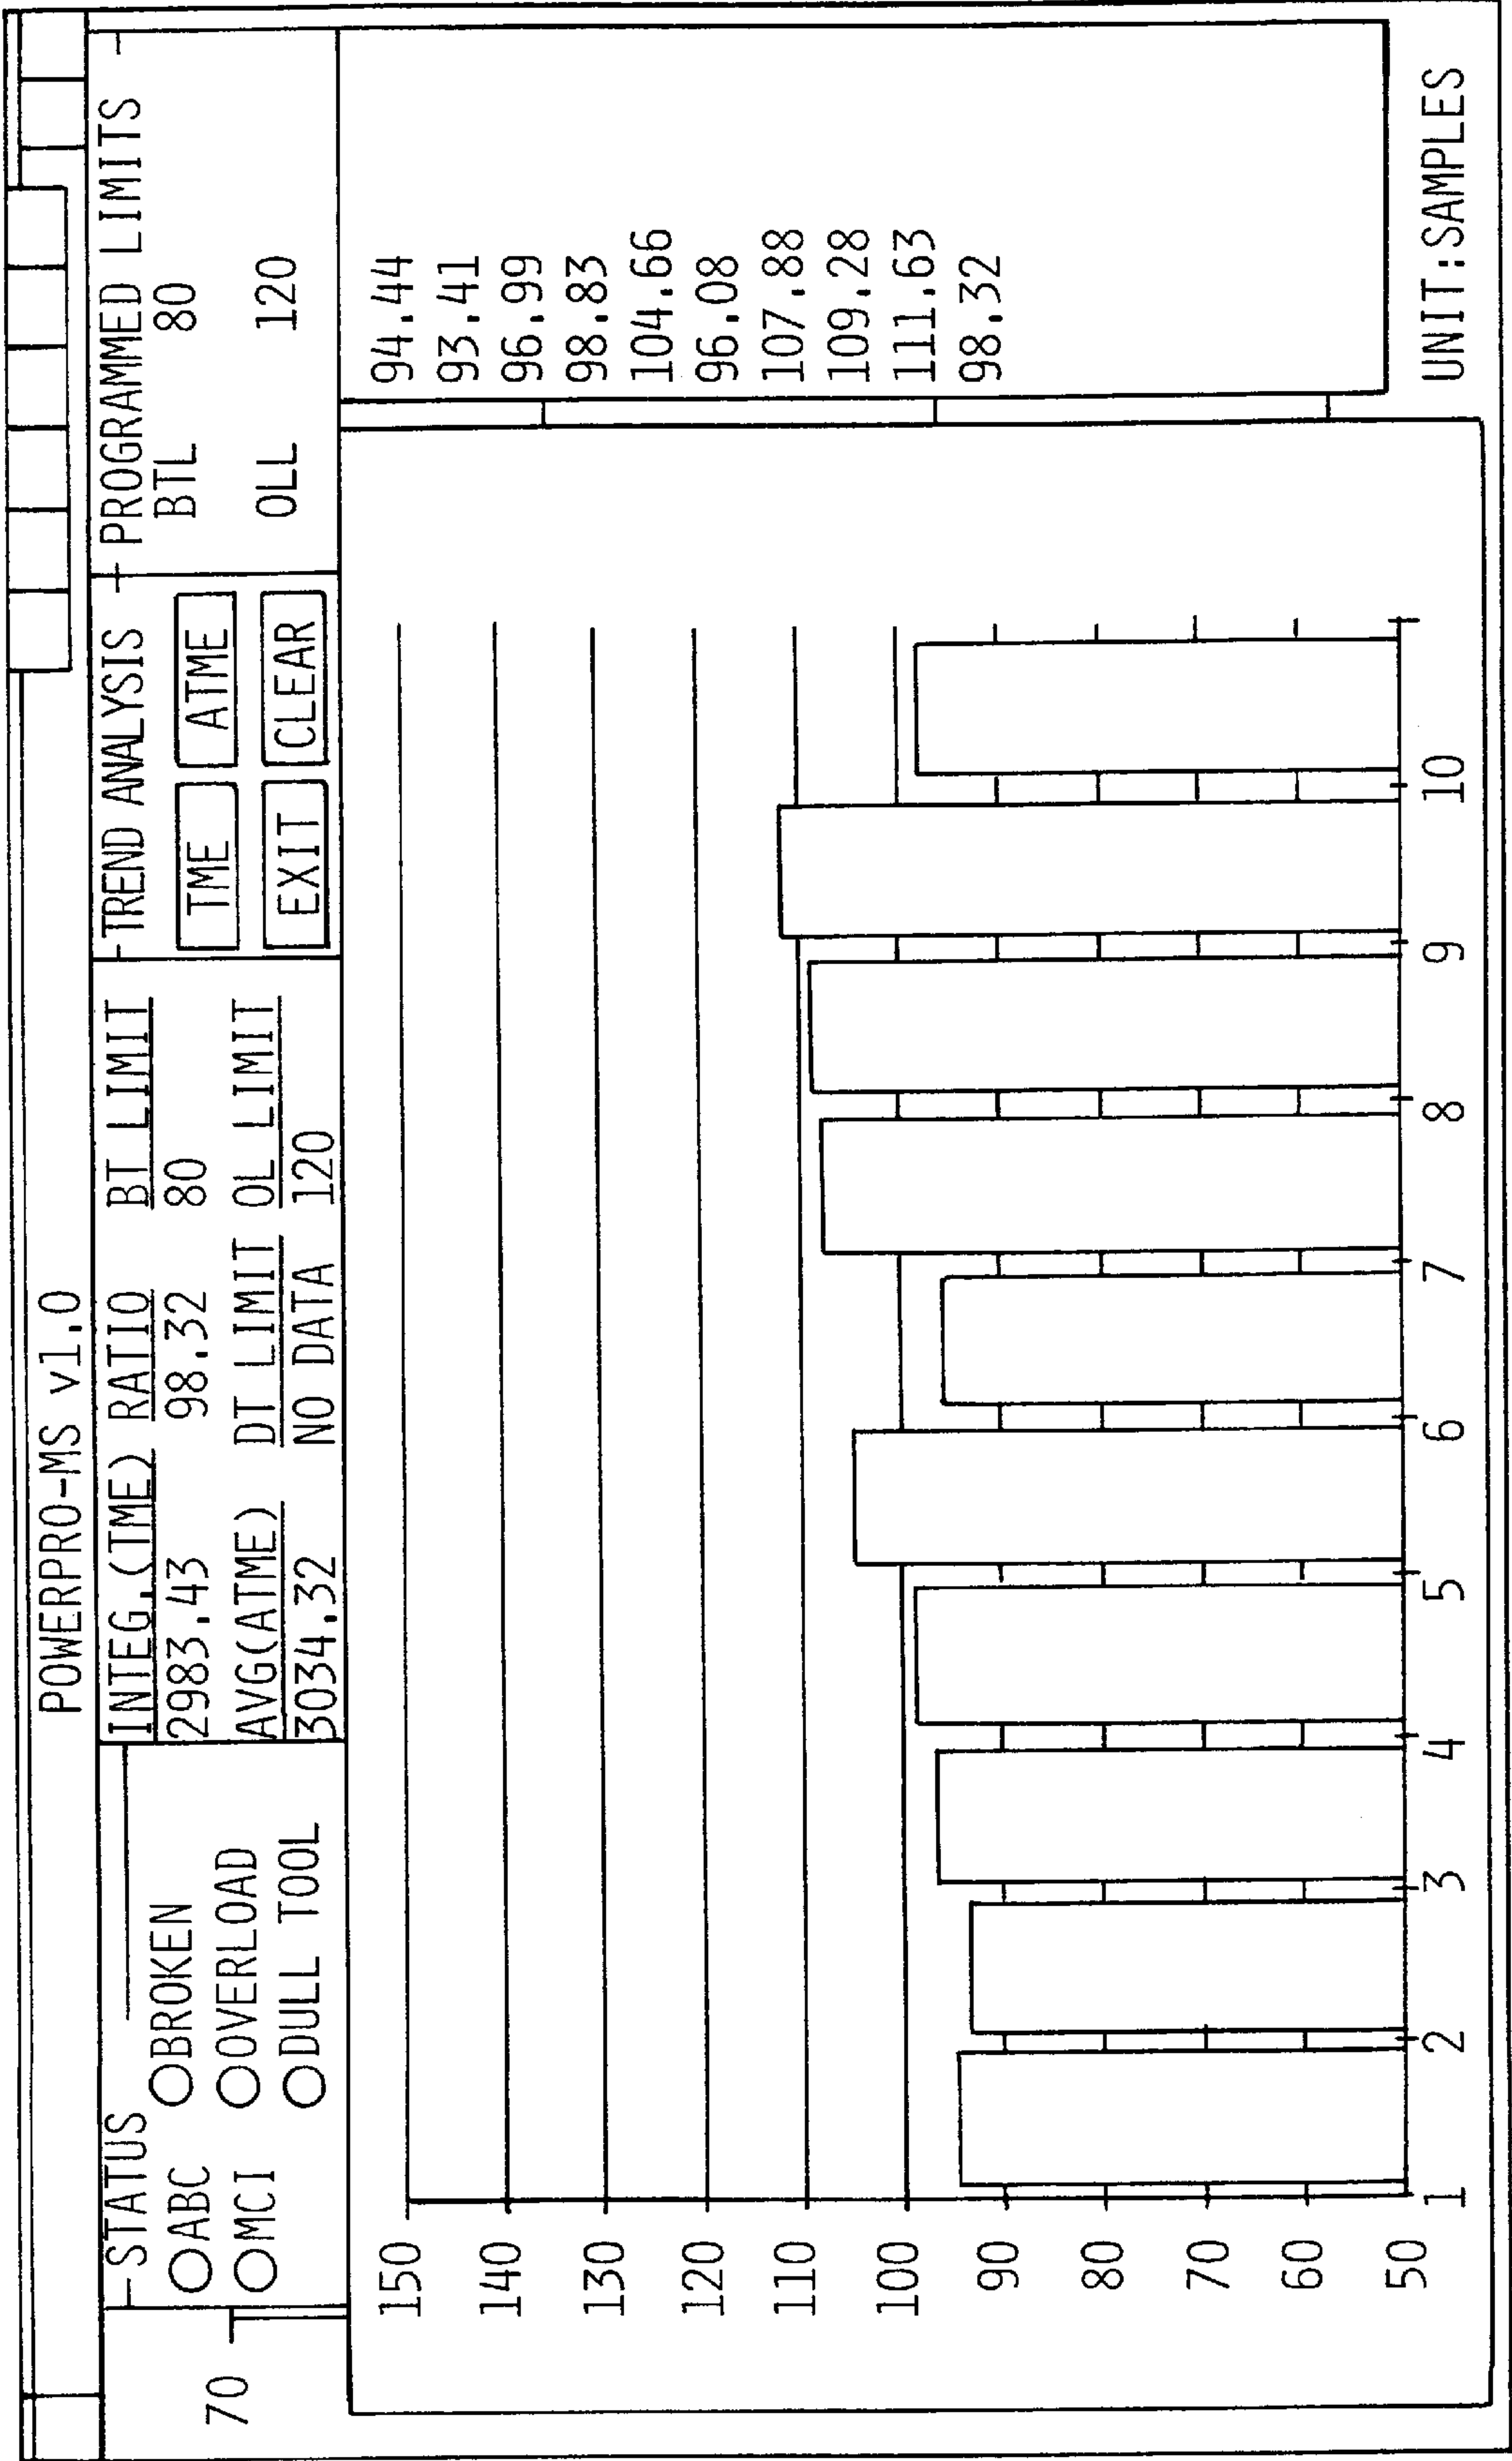 POWERPRO-MS v1.0
70
STATUS
ABC BROKEN
MCI OVERLOAD
DULL TOOL
INTEG.(TME) RATIO BT LIMIT
2983.43 98.32 80
AVG(ATME) DT LIMIT OL LIMIT
3034.32 NO DATA 120
TREND ANALYSIS
TME ATME
EXIT CLEAR
PROGRAMMED LIMITS
BTL 80
OLL 120
150
140
130
120
110
100
90
80
70
60
50
1 2 3 4 5 6 7 8 9 10
94.44
93.41
96.99
98.83
104.66
96.08
107.88
109.28
111.63
98.32
UNIT:SAMPLES